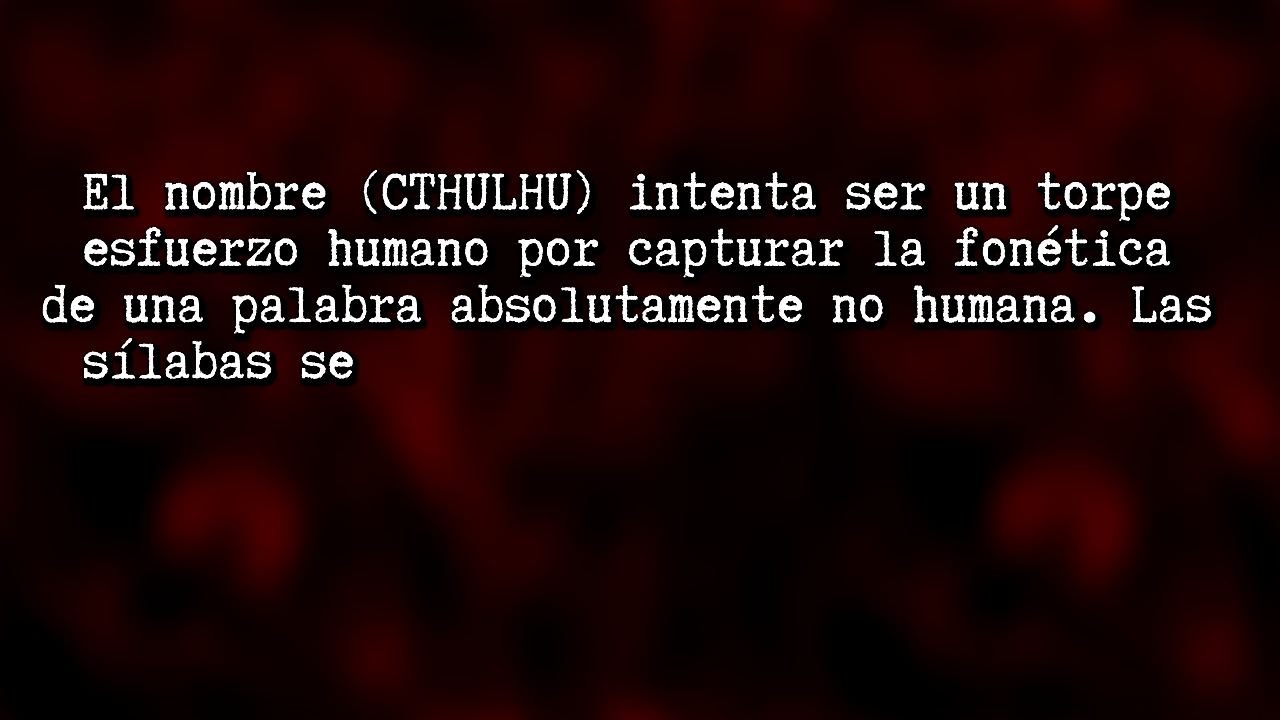 El nombre (CTHULHU) intenta ser un torpe
esfuerzo humano por capturar la fonética
de una palabra absolutamente no humana. Las
sílabas se